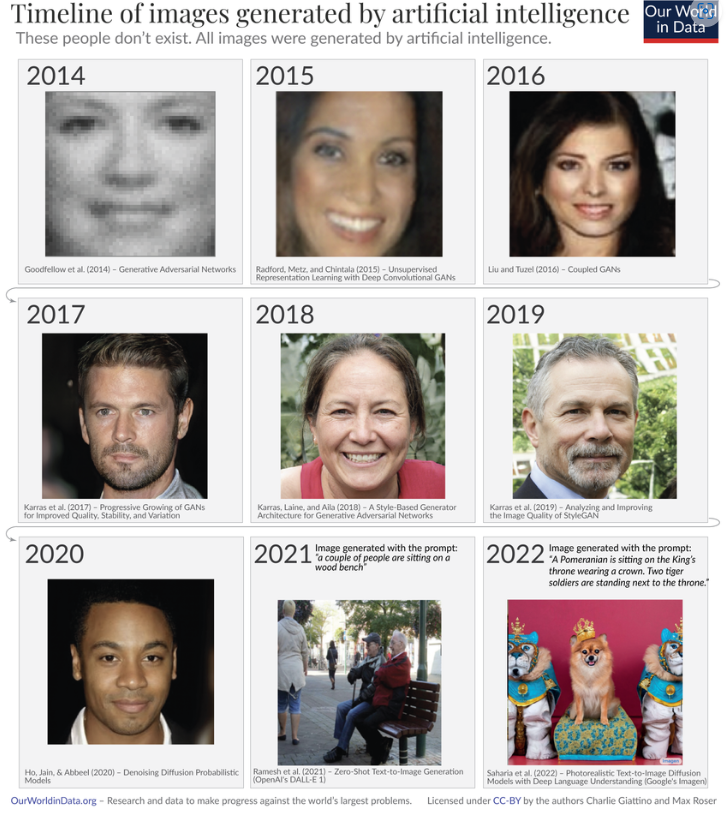 Timeline of images generated by artificial intelligence
These people don't exist. All images were generated by artificial intelligence.
Our World
in Data
2014
Goodfellow et al. (2014) – Generative Adversarial Networks
2015
Radford, Metz, and Chintala (2015) – Unsupervised
Representation Learning with Deep Convolutional GANs
2016
Liu and Tuzel (2016) – Coupled GANs
2017
Karras et al. (2017) – Progressive Growing of GANs
for Improved Quality, Stability, and Variation
2018
Karras, Laine, and Aila (2018) – A Style-Based Generator
Architecture for Generative Adversarial Networks
2019
Karras et al. (2019) – Analyzing and Improving
the Image Quality of StyleGAN
2020
Ho, Jain, & Abbeel (2020) – Denoising Diffusion Probabilistic
Models
2021
Image generated with the prompt:
"a couple of people are sitting on a
wood bench"
Ramesh et al. (2021) – Zero-Shot Text-to-Image Generation
(OpenAI's DALL-E 1)
2022
Image generated with the prompt:
"A Pomeranian is sitting on the King's
throne wearing a crown. Two tiger
soldiers are standing next to the throne."
Imagen
Saharia et al. (2022) – Photorealistic Text-to-Image Diffusion
Models with Deep Language Understanding (Google's Imagen)
OurWorldinData.org – Research and data to make progress against the world's largest problems.
Licensed under CC-BY by the authors Charlie Giattino and Max Roser